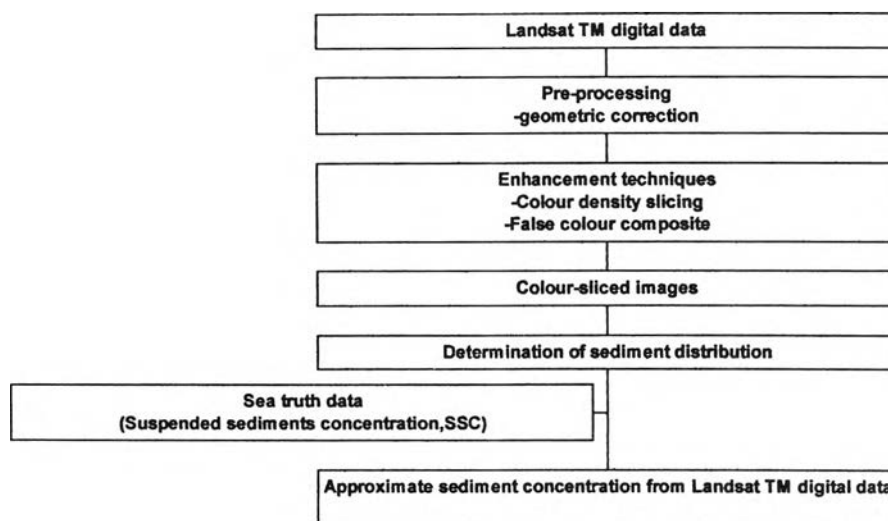 Landsat TM digital data
Pre-processing
-geometric correction
Enhancement techniques
-Colour density slicing
-False colour composite
Colour-sliced images
Determination of sediment distribution
Sea truth data
(Suspended sediments concentration,SSC)
Approximate sediment concentration from Landsat TM digital data